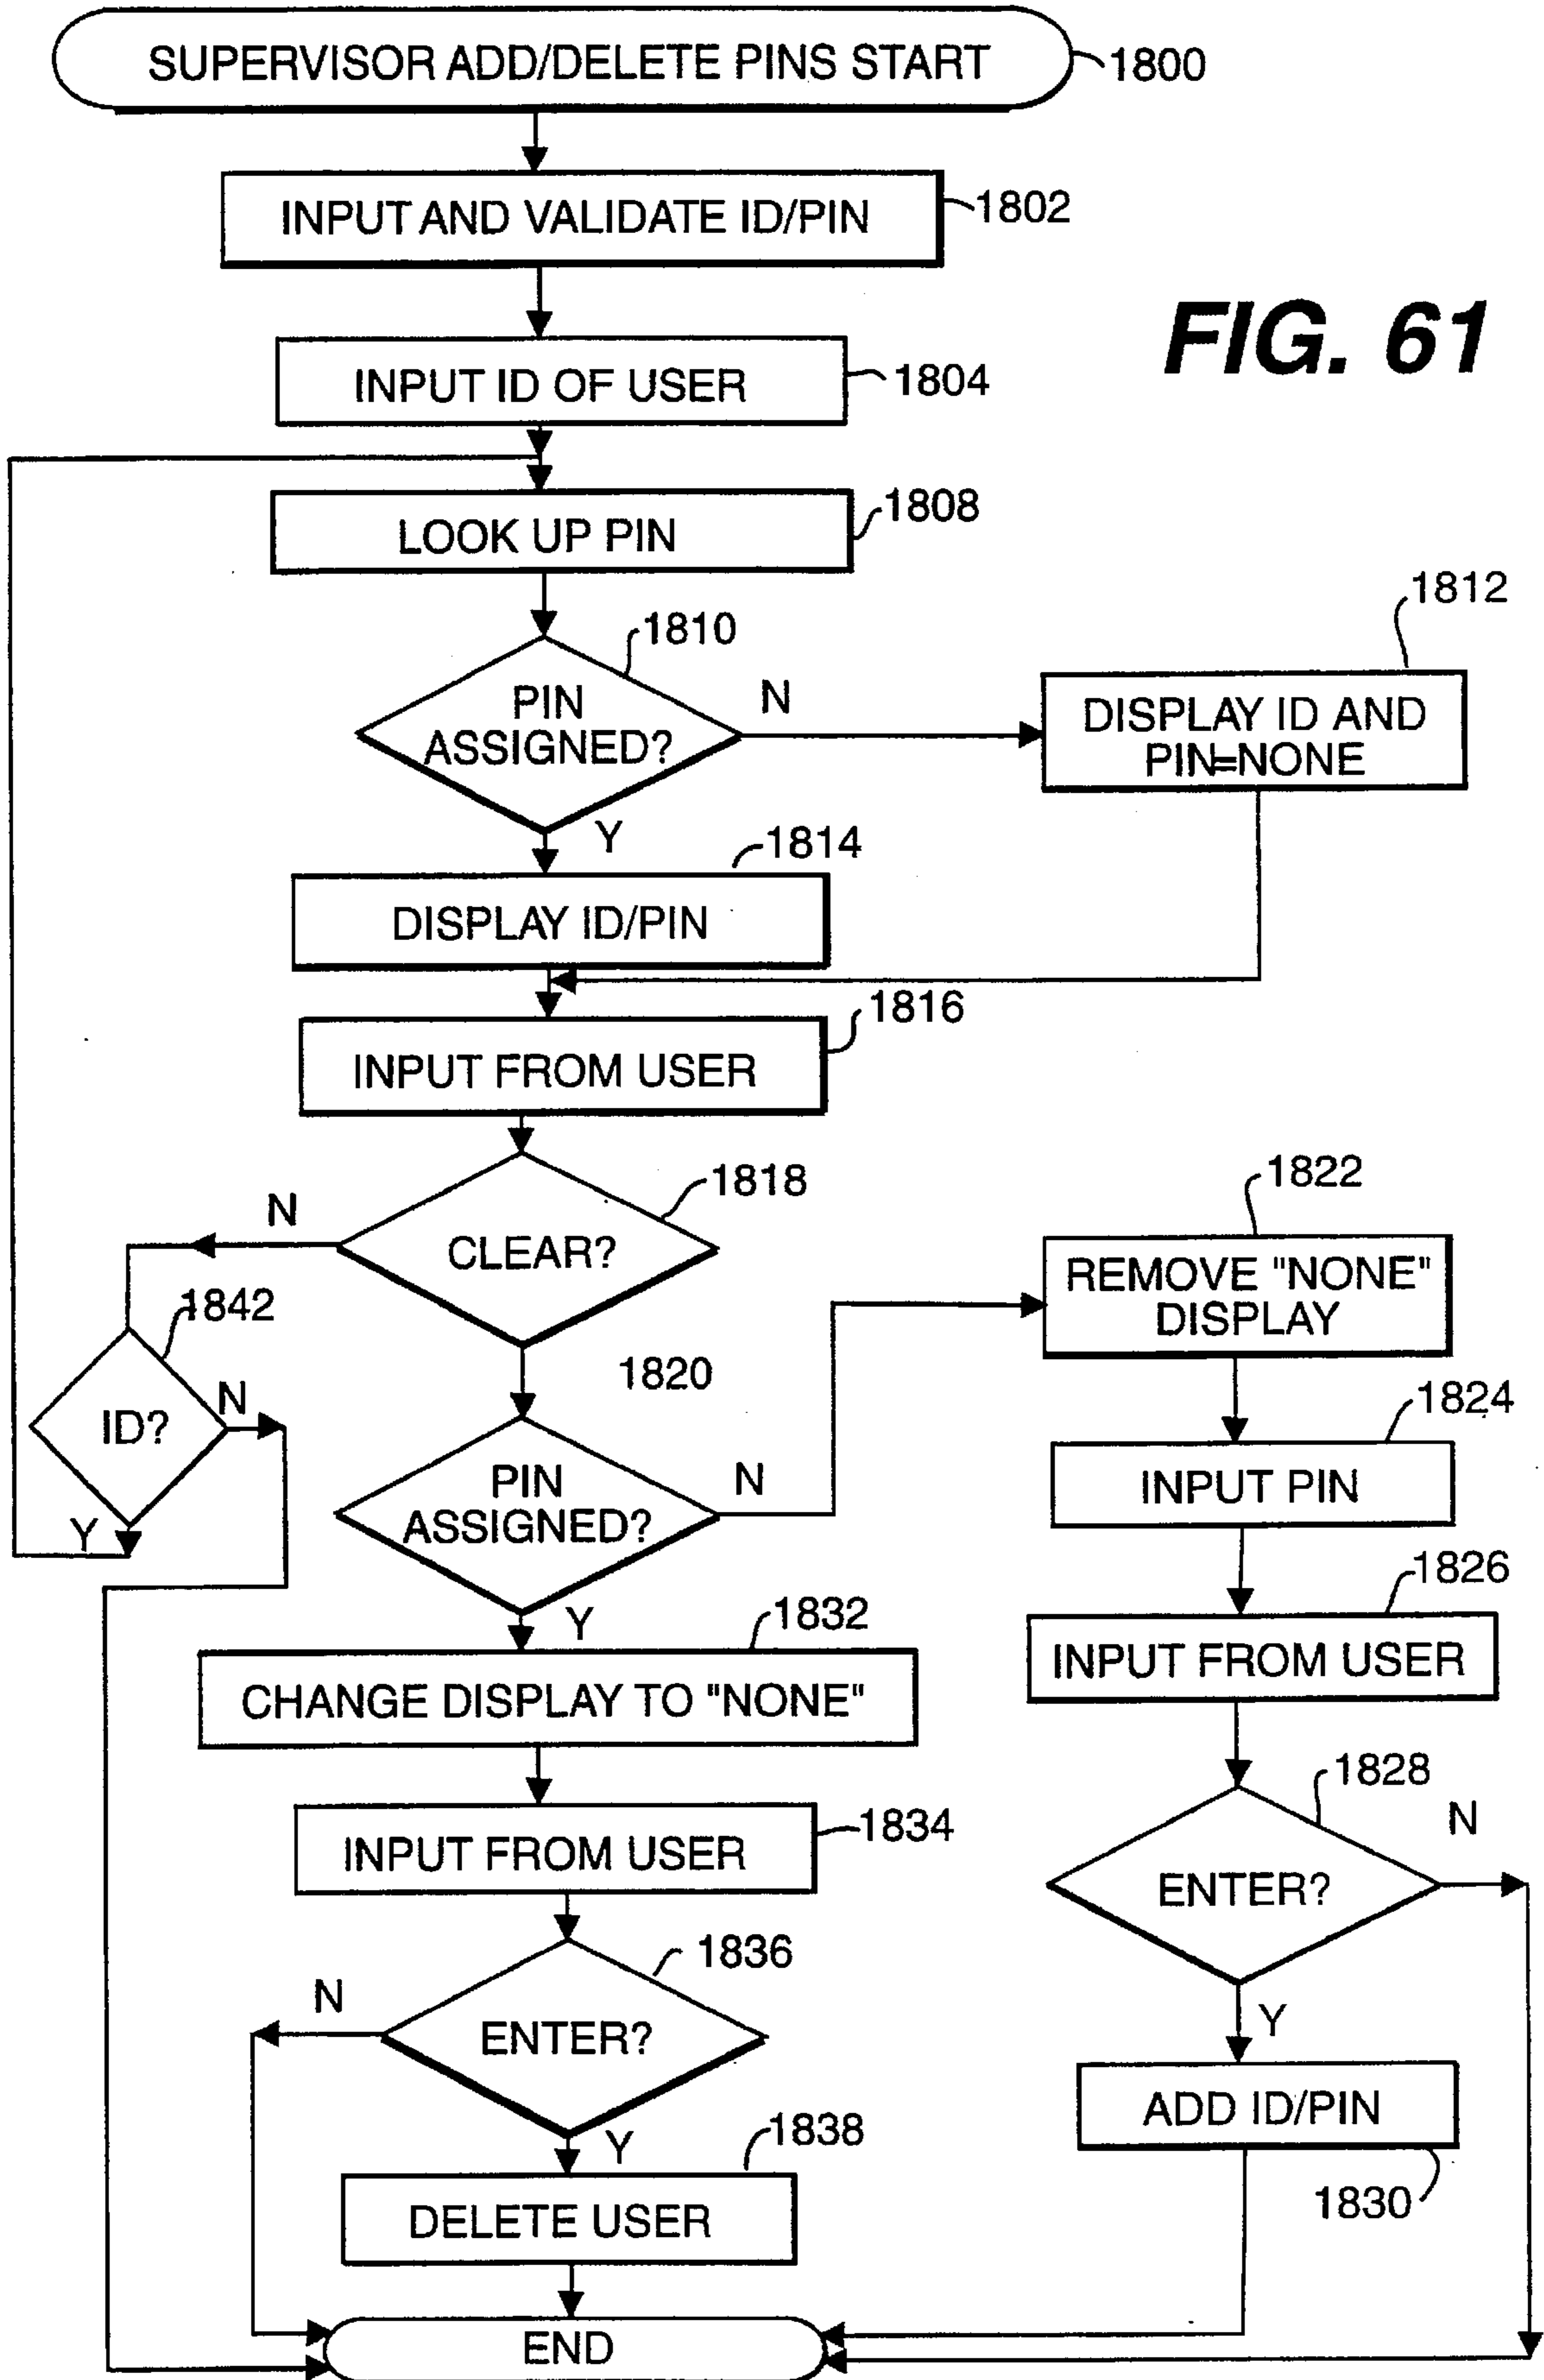 SUPERVISOR ADD/DELETE PINS START
1800
INPUT AND VALIDATE ID/PIN
1802
FIG. 61
INPUT ID OF USER
1804
LOOK UP PIN
1808
1810
PIN
ASSIGNED?
N
1812
DISPLAY ID AND
PIN=NONE
Y
1814
DISPLAY ID/PIN
1816
INPUT FROM USER
1818
CLEAR?
N
1842
ID?
N
Y
1820
PIN
ASSIGNED?
N
Y
1822
REMOVE "NONE"
DISPLAY
1824
INPUT PIN
1826
INPUT FROM USER
1828
ENTER?
N
Y
ADD ID/PIN
1830
1832
CHANGE DISPLAY TO "NONE"
1834
INPUT FROM USER
1836
ENTER?
N
Y
1838
DELETE USER
END